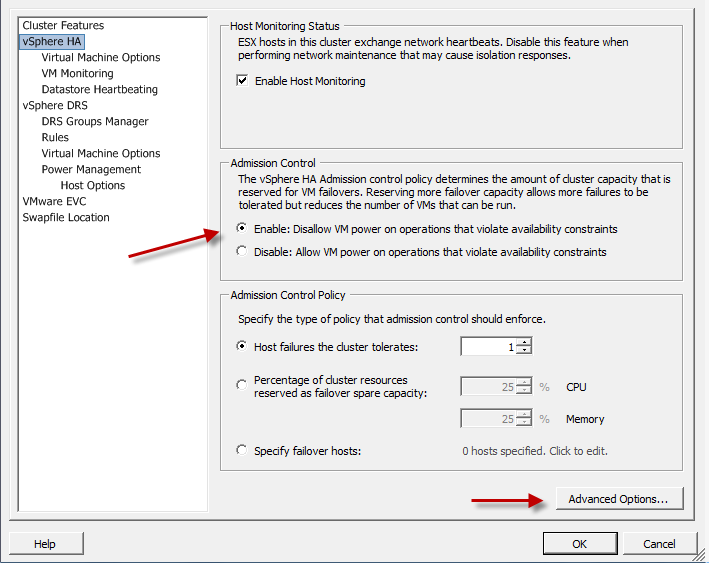 Cluster Features
vSphere HA
Virtual Machine Options
VM Monitoring
Datastore Heartbeating
vSphere DRS
DRS Groups Manager
Rules
Virtual Machine Options
Power Management
Host Options
VMware EVC
Swapfile Location
Host Monitoring Status
ESX hosts in this cluster exchange network heartbeats. Disable this feature when
performing network maintenance that may cause isolation responses.
Enable Host Monitoring
Admission Control
The vSphere HA Admission control policy determines the amount of cluster capacity that is
reserved for VM failovers. Reserving more failover capacity allows more failures to be
tolerated but reduces the number of VMs that can be run.
Enable: Disallow VM power on operations that violate availability constraints
Disable: Allow VM power on operations that violate availability constraints
Admission Control Policy
Specify the type of policy that admission control should enforce.
Host failures the cluster tolerates: 1
Percentage of cluster resources
reserved as failover spare capacity: 25 % CPU
25 % Memory
Specify failover hosts: 0 hosts specified. Click to edit.
Advanced Options...
Help OK Cancel